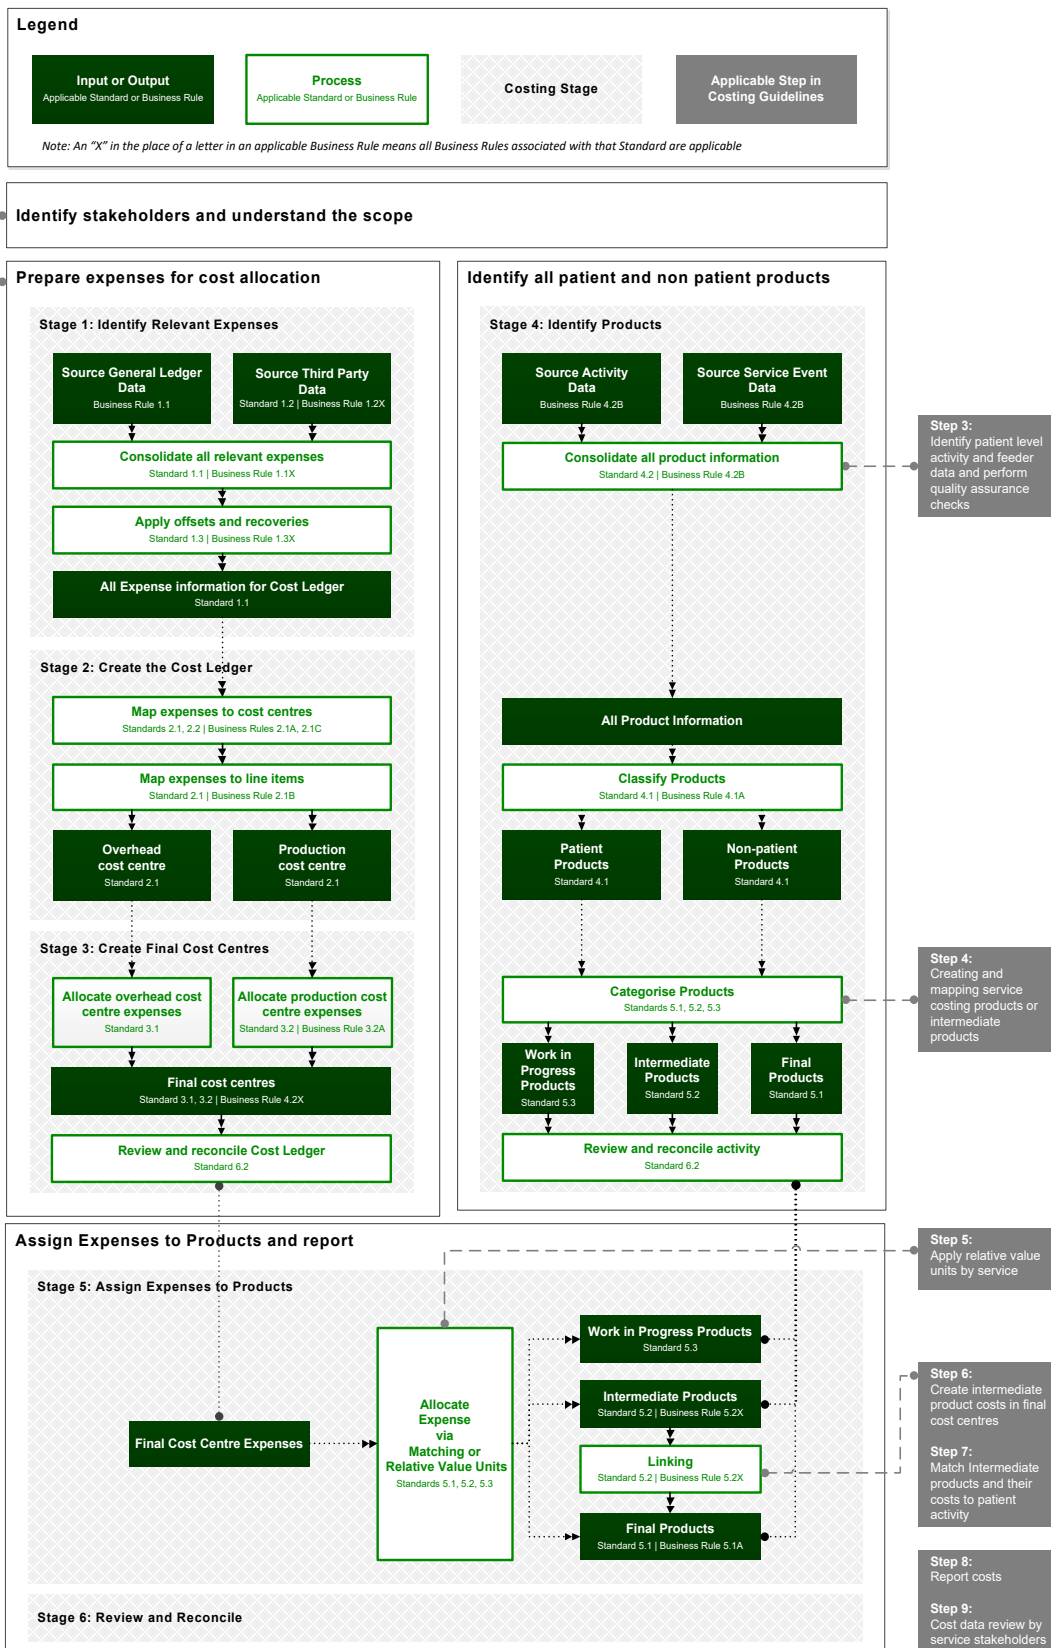 Legend
Input or Output
Applicable Standard or Business Rule
Process
Applicable Standard or Business Rule
Costing Stage
Applicable Step in
Costing Guidelines
Note: An “X” in the place of a letter in an applicable Business Rule means all Business Rules associated with that Standard are applicable
Identify stakeholders and understand the scope
Prepare expenses for cost allocation
Stage 1: Identify Relevant Expenses
Source General Ledger
Data
Business Rule 1.1
Source Third Party
Data
Standard 1.2 | Business Rule 1.2X
Consolidate all relevant expenses
Standard 1.1 | Business Rule 1.1X
Apply offsets and recoveries
Standard 1.3 | Business Rule 1.3X
All Expense information for Cost Ledger
Standard 1.1
Stage 2: Create the Cost Ledger
Map expenses to cost centres
Standards 2.1, 2.2 | Business Rules 2.1A, 2.1C
Map expenses to line items
Standard 2.1 | Business Rule 2.1B
Overhead
cost centre
Standard 2.1
Production
cost centre
Standard 2.1
Stage 3: Create Final Cost Centres
Allocate overhead cost
centre expenses
Standard 3.1
Allocate production cost
centre expenses
Standard 3.2 | Business Rule 3.2A
Final cost centres
Standard 3.1, 3.2 | Business Rule 4.2X
Review and reconcile Cost Ledger
Standard 6.2
Identify all patient and non patient products
Stage 4: Identify Products
Source Activity
Data
Business Rule 4.2B
Source Service Event
Data
Business Rule 4.2B
Consolidate all product information
Standard 4.2 | Business Rule 4.2B
All Product Information
Classify Products
Standard 4.1 | Business Rule 4.1A
Patient
Products
Standard 4.1
Non-patient
Products
Standard 4.1
Categorise Products
Standards 5.1, 5.2, 5.3
Work in
Progress
Products
Standard 5.3
Intermediate
Products
Standard 5.2
Final
Products
Standard 5.1
Review and reconcile activity
Standard 6.2
Step 3:
Identify patient level
activity and feeder
data and perform
quality assurance
checks
Step 4:
Creating and
mapping service
costing products or
intermediate
products
Assign Expenses to Products and report
Stage 5: Assign Expenses to Products
Final Cost Centre Expenses
Allocate
Expense
via
Matching or
Relative Value Units
Standards 5.1, 5.2, 5.3
Work in Progress Products
Standard 5.3
Intermediate Products
Standard 5.2 | Business Rule 5.2X
Linking
Standard 5.2 | Business Rule 5.2X
Final Products
Standard 5.1 | Business Rule 5.1A
Stage 6: Review and Reconcile
Step 5:
Apply relative value
units by service
Step 6:
Create intermediate
product costs in final
cost centres
Step 7:
Match Intermediate
products and their
costs to patient
activity
Step 8:
Report costs
Step 9:
Cost data review by
service stakeholders